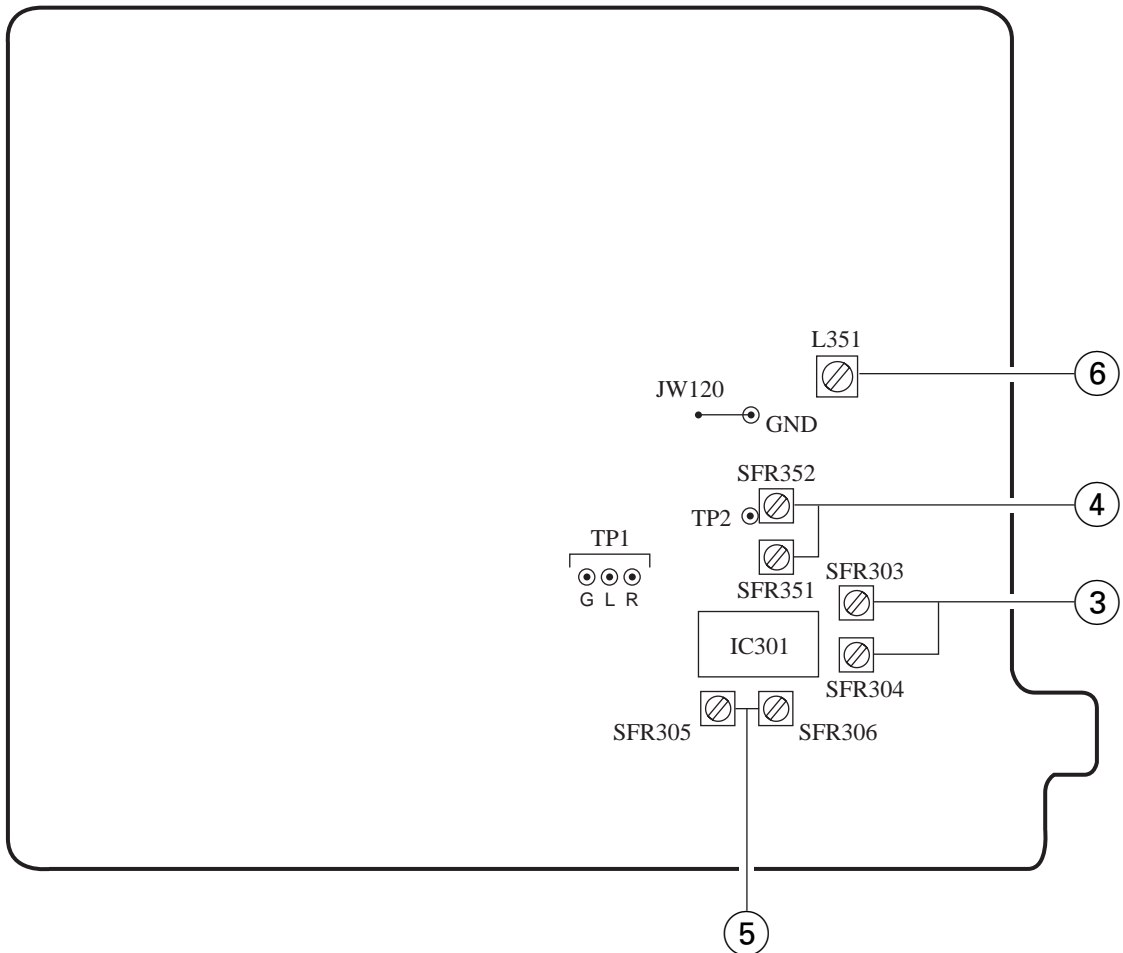 L351
6
JW120
GND
SFR352
4
TP2
TP1
SFR351
SFR303
G L R
3
IC301
SFR304
SFR305
SFR306
5